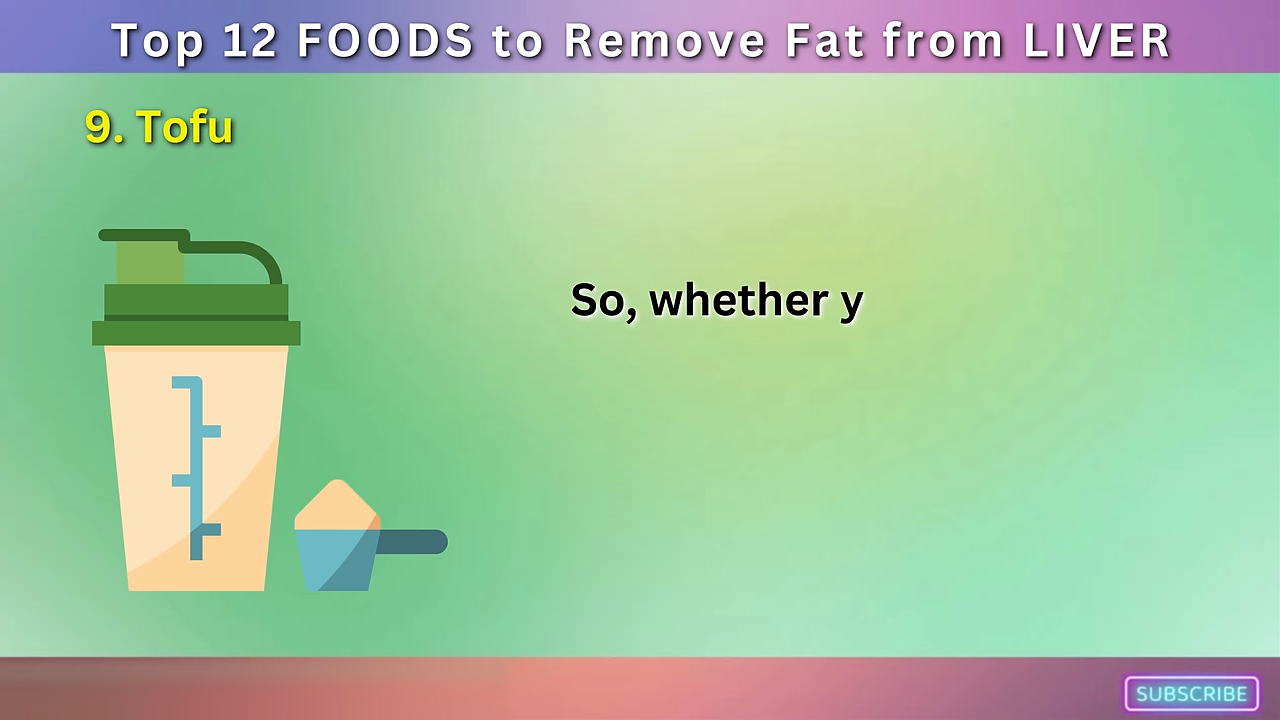 Top 12 FOODS to Remove Fat from LIVER
9. Tofu
So, whether y
SUBSCRIBE